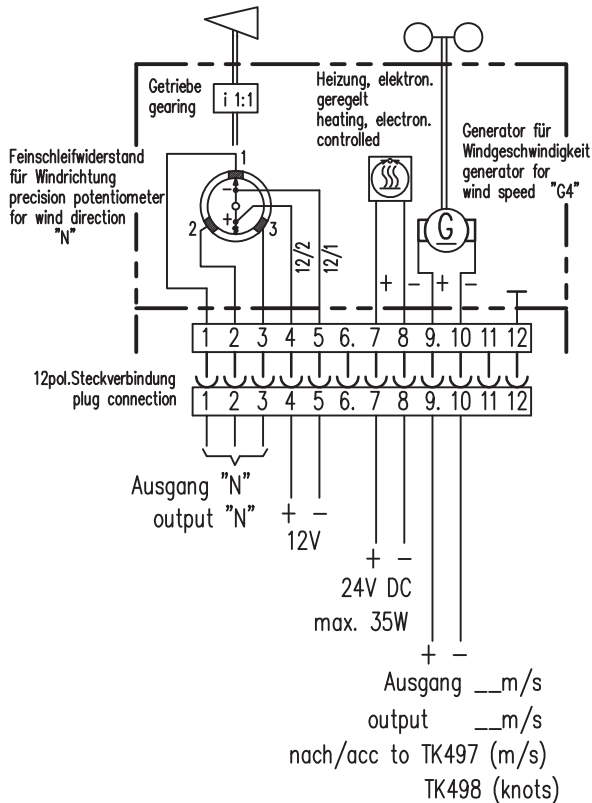 Getriebe
gearing
i 1:1
Heizung, elektron.
geregelt
heating, electron.
controlled
Generator für
Windgeschwindigkeit
generator for
wind speed "G4"
Feinschleifwiderstand
für Windrichtung
precision potentiometer
for wind direction
"N"
1
−
+
2
3
12/2
12/1
G
+ − + −
1 2 3 4 5 6. 7 8 9. 10 11 12
12pol.Steckverbindung
plug connection
1 2 3 4 5 6. 7 8 9. 10 11 12
Ausgang "N"
output "N"
+ −
12V
+ −
24V DC
max. 35W
+ −
Ausgang __m/s
output __m/s
nach/acc to TK497 (m/s)
TK498 (knots)